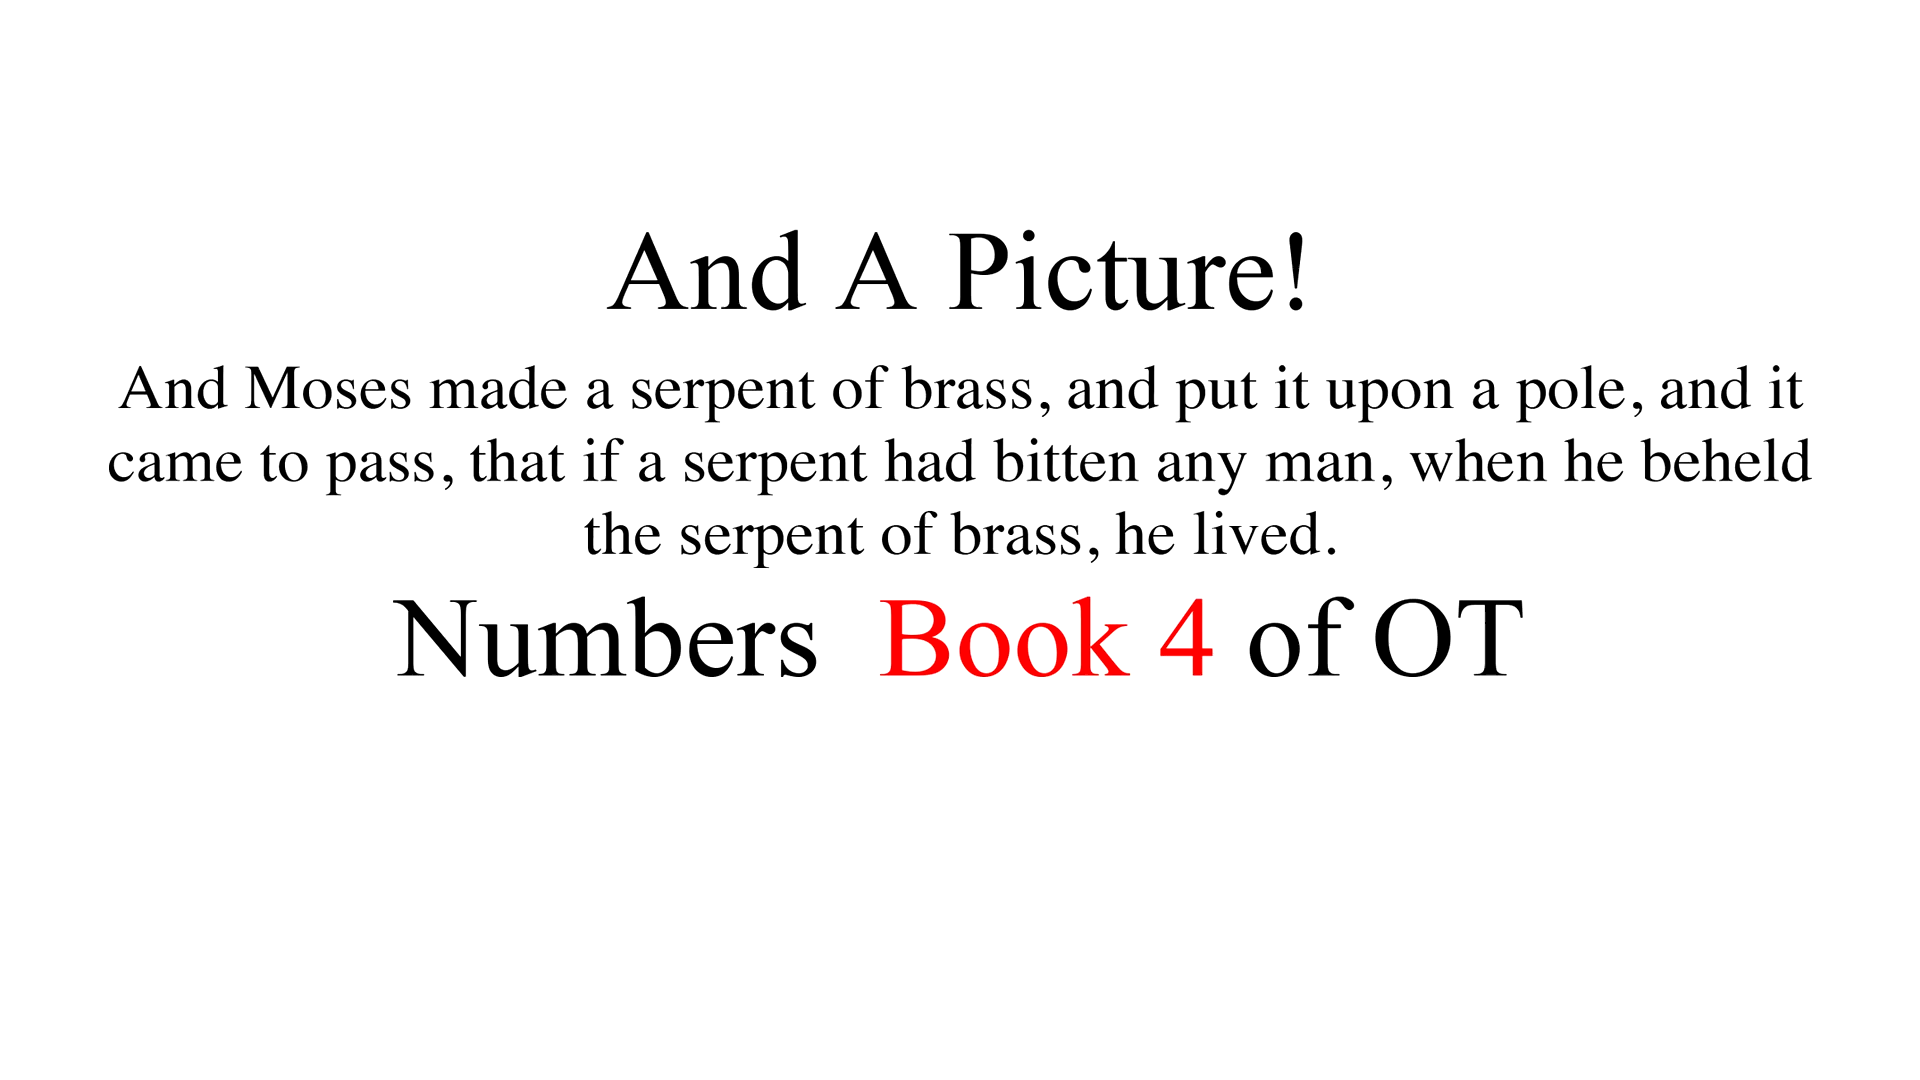 And A Picture!
And Moses made a serpent of brass, and put it upon a pole, and it
came to pass, that if a serpent had bitten any man, when he beheld
the serpent of brass, he lived.
Numbers  Book 4 of OT